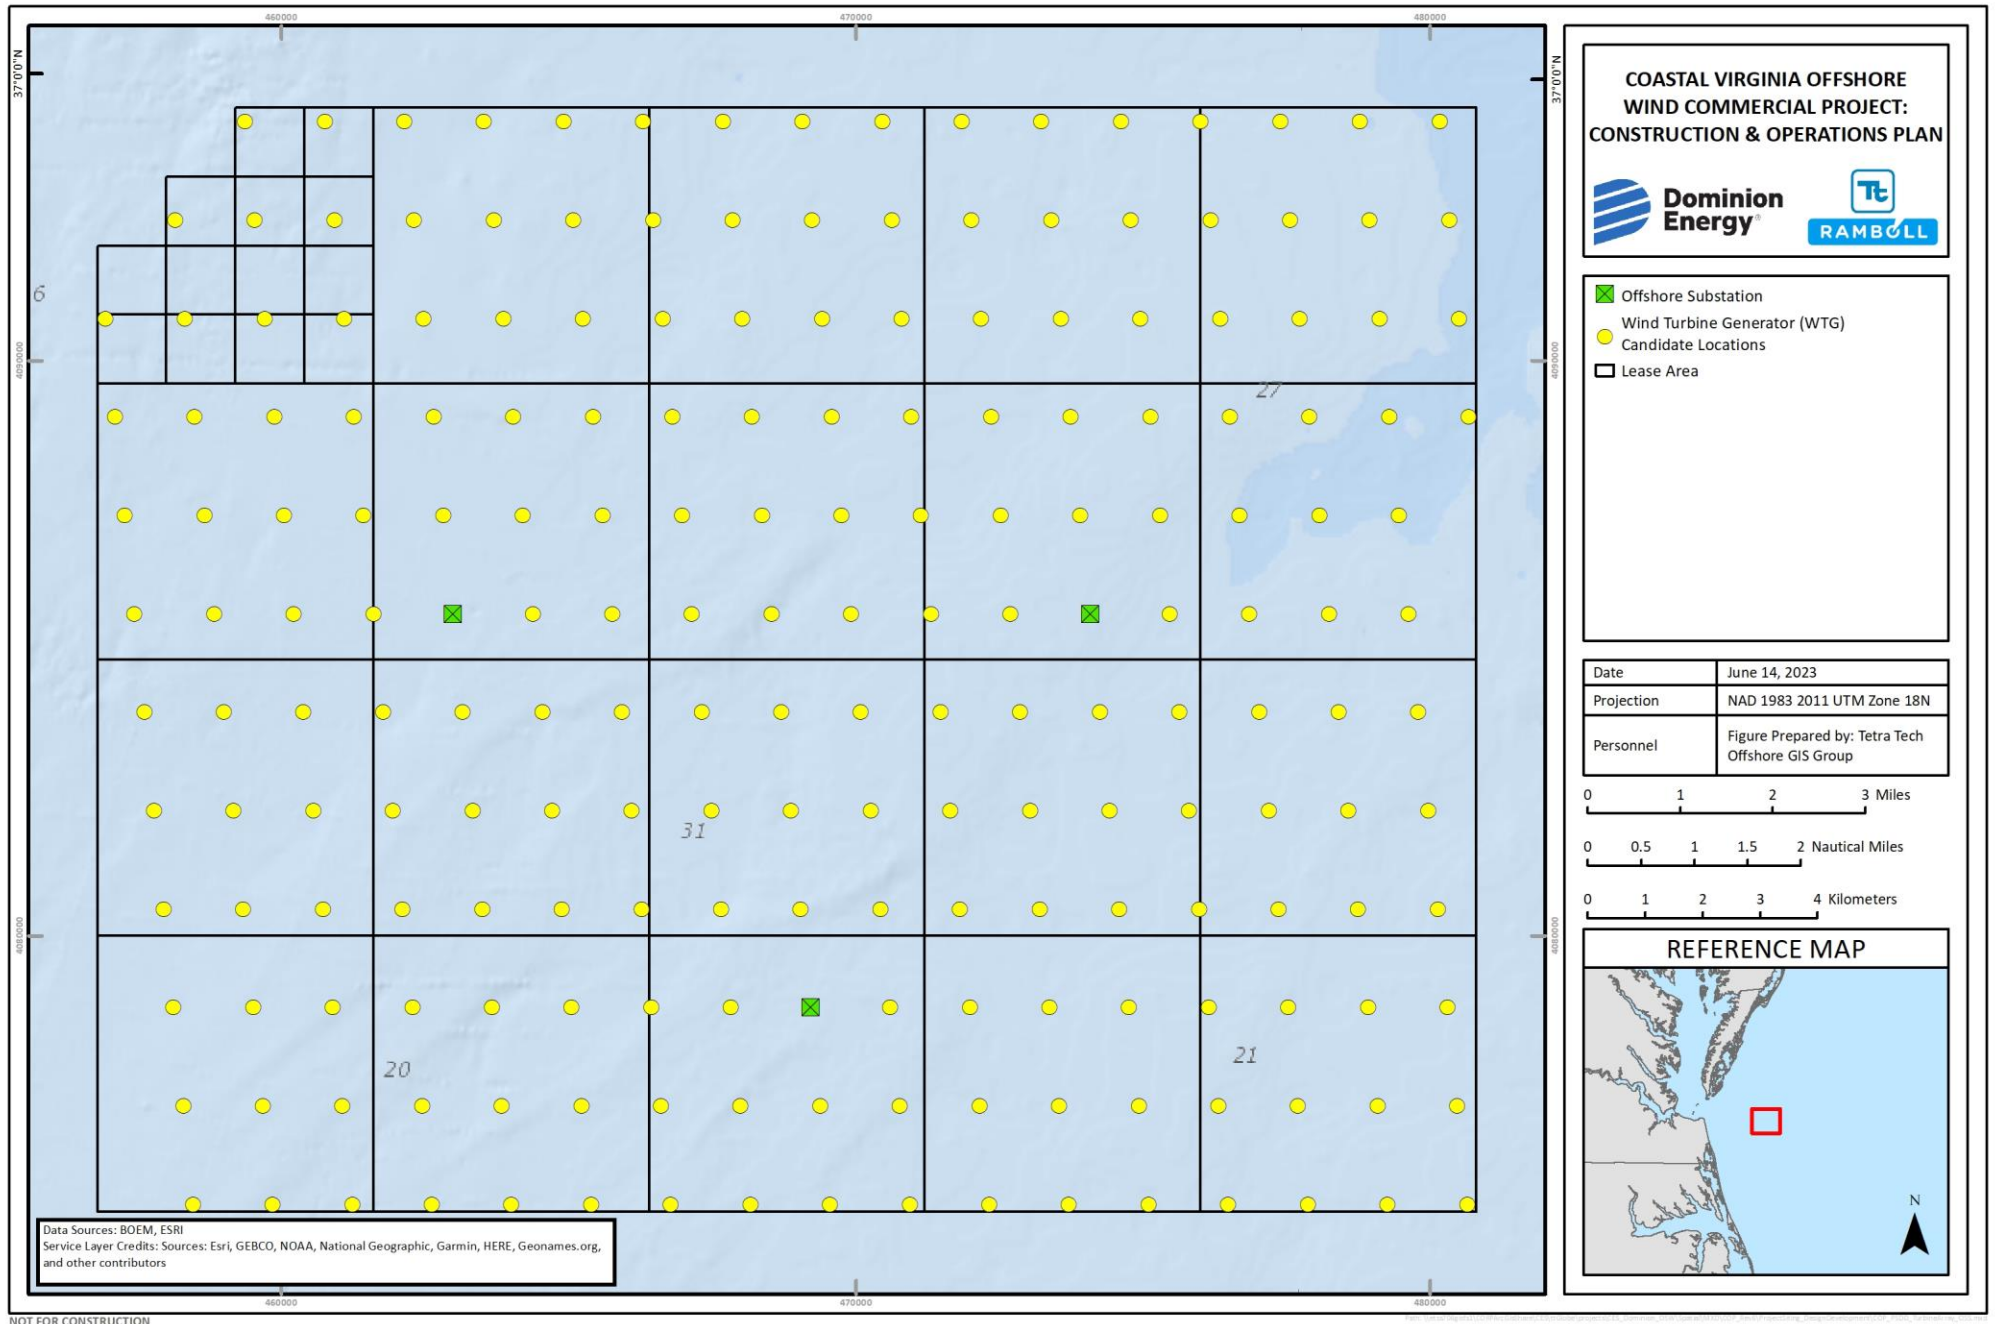 460000
470000
480000
37°0'0"N
37°0'0"N
COASTAL VIRGINIA OFFSHORE
WIND COMMERCIAL PROJECT:
CONSTRUCTION & OPERATIONS PLAN
Dominion
Energy®
Tt
RAMBOLL
6
Offshore Substation
Wind Turbine Generator (WTG)
Candidate Locations
Lease Area
4090000
4090000
27
Date
June 14, 2023
Projection
NAD 1983 2011 UTM Zone 18N
Personnel
Figure Prepared by: Tetra Tech
Offshore GIS Group
0 1 2 3 Miles
31
0 0.5 1 1.5 2 Nautical Miles
0 1 2 3 4 Kilometers
4080000
4080000
REFERENCE MAP
20
21
N
Data Sources: BOEM, ESRI
Service Layer Credits: Sources: Esri, GEBCO, NOAA, National Geographic, Garmin, HERE, Geonames.org,
and other contributors
460000
470000
480000
NOT FOR CONSTRUCTION